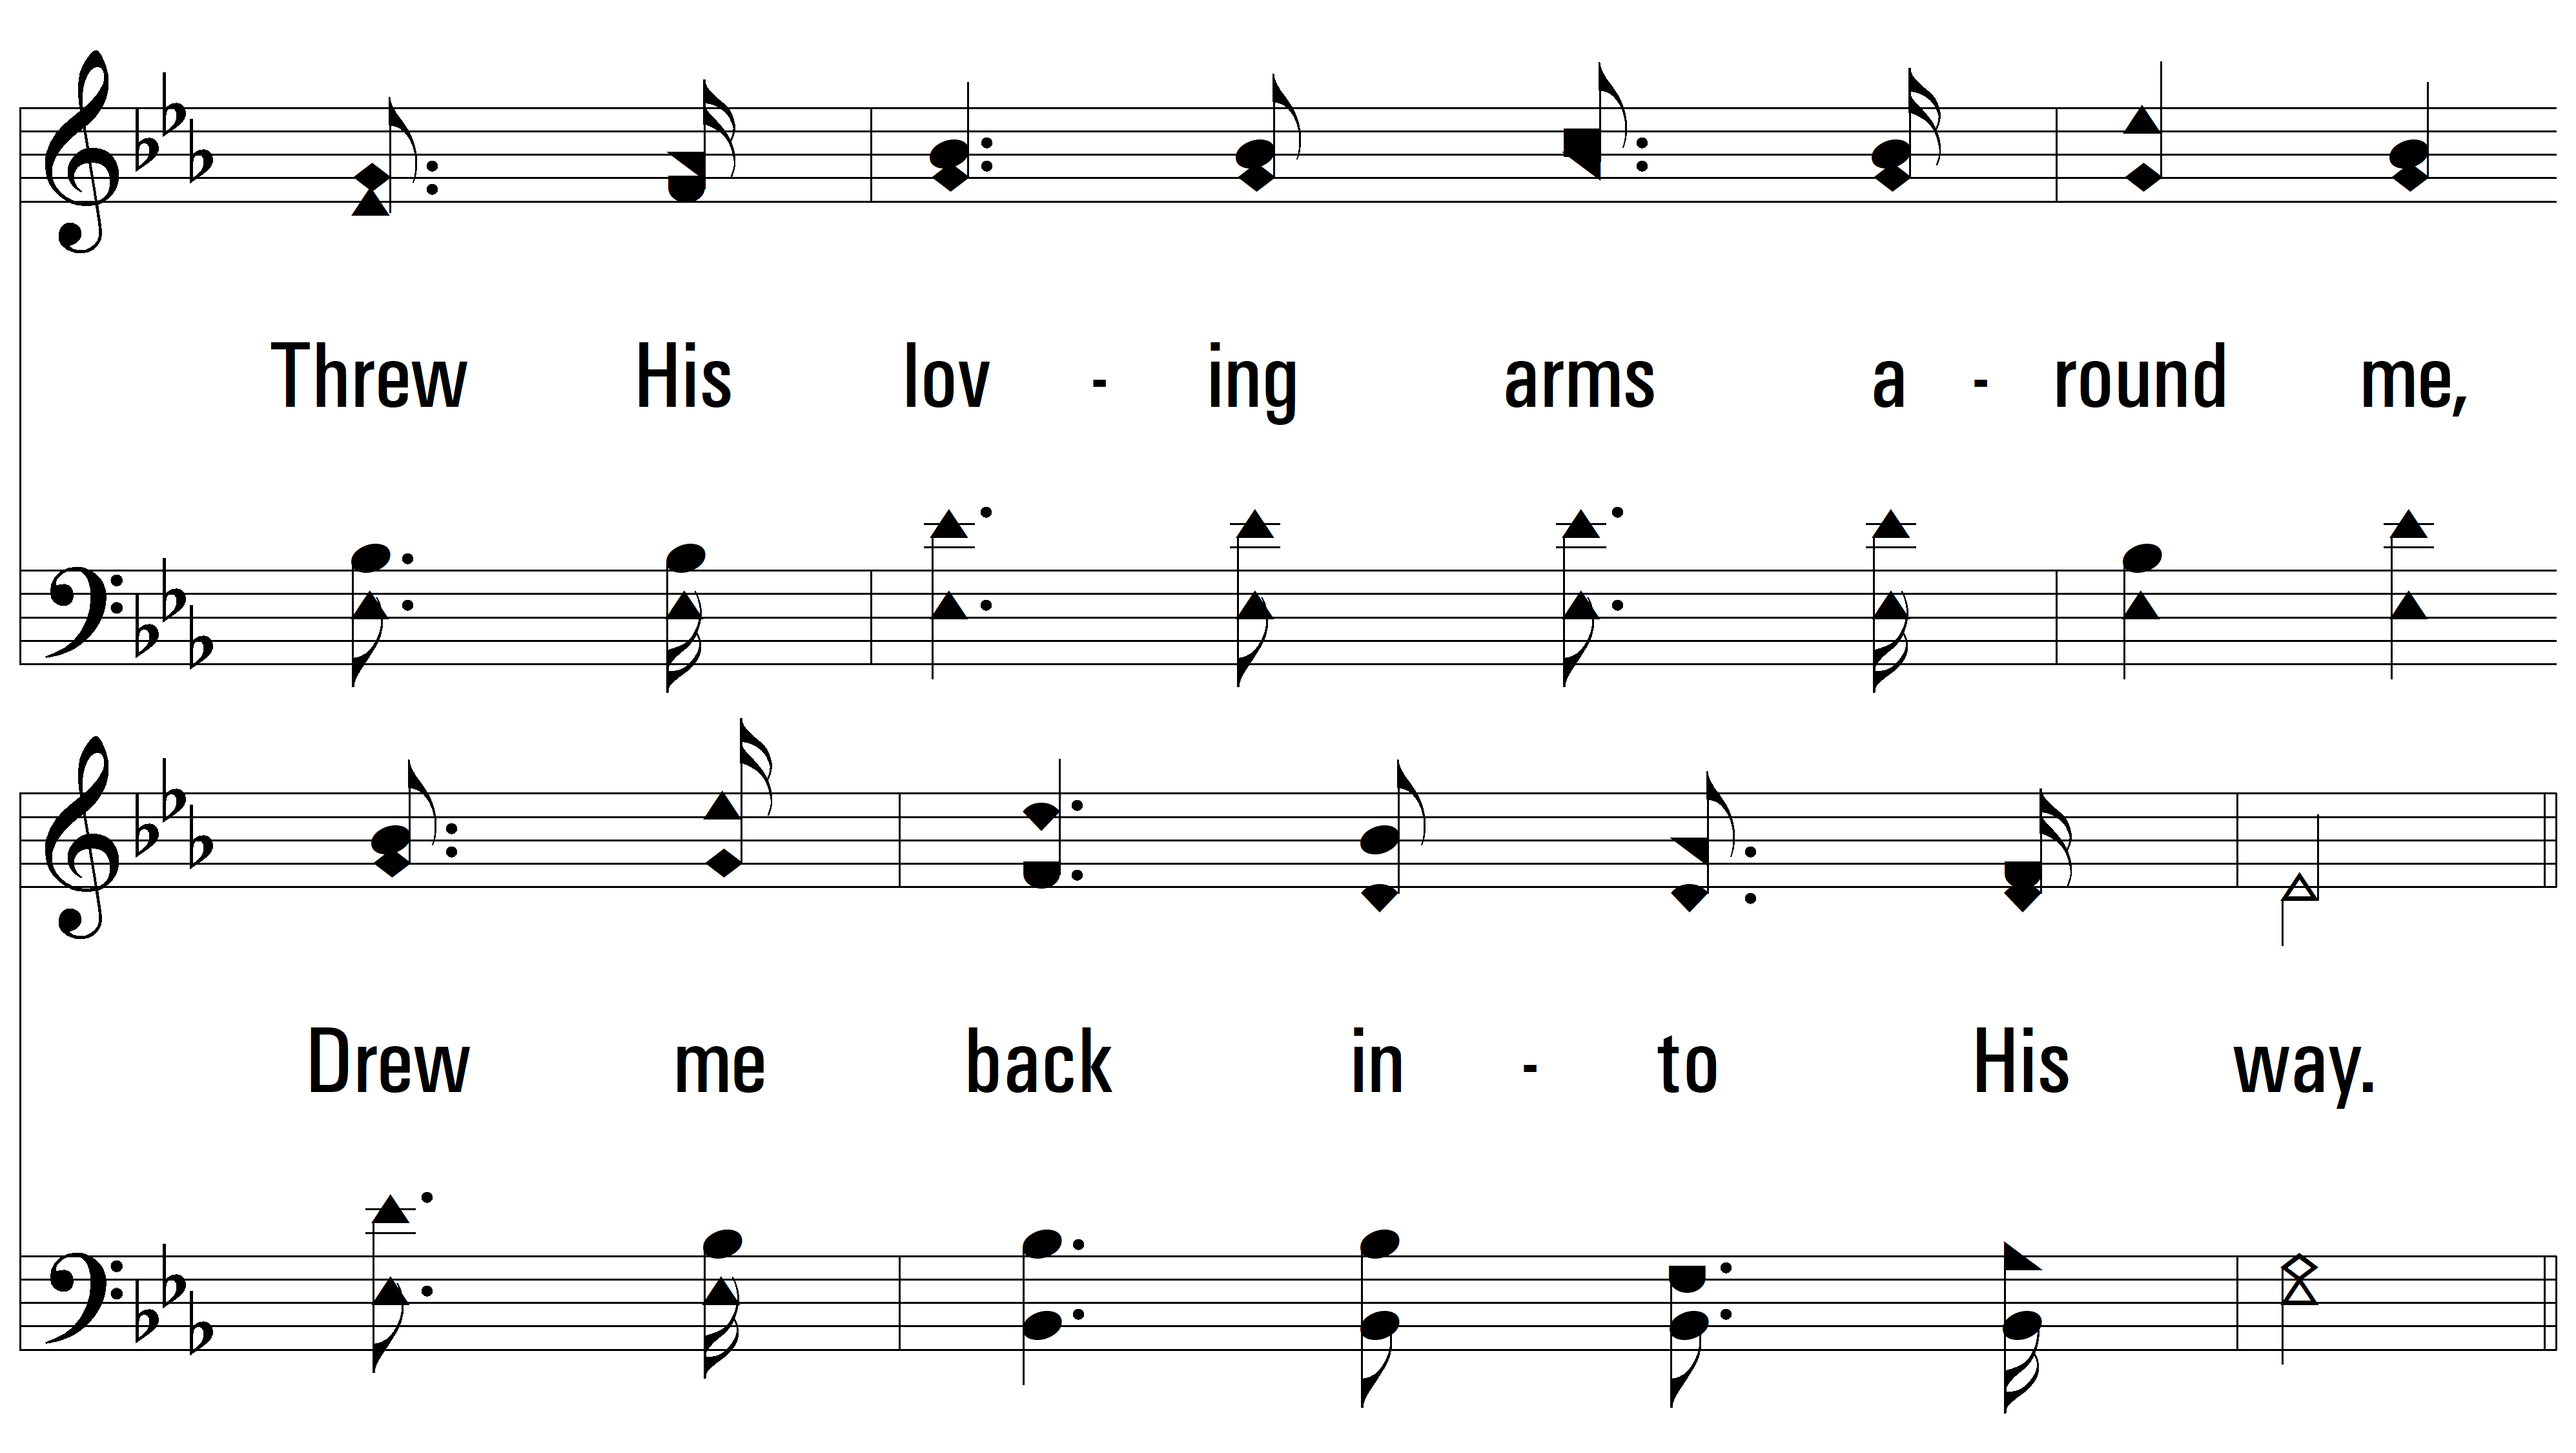 Threw His lov - ing arms a - round me,
Drew me back in - to His way.